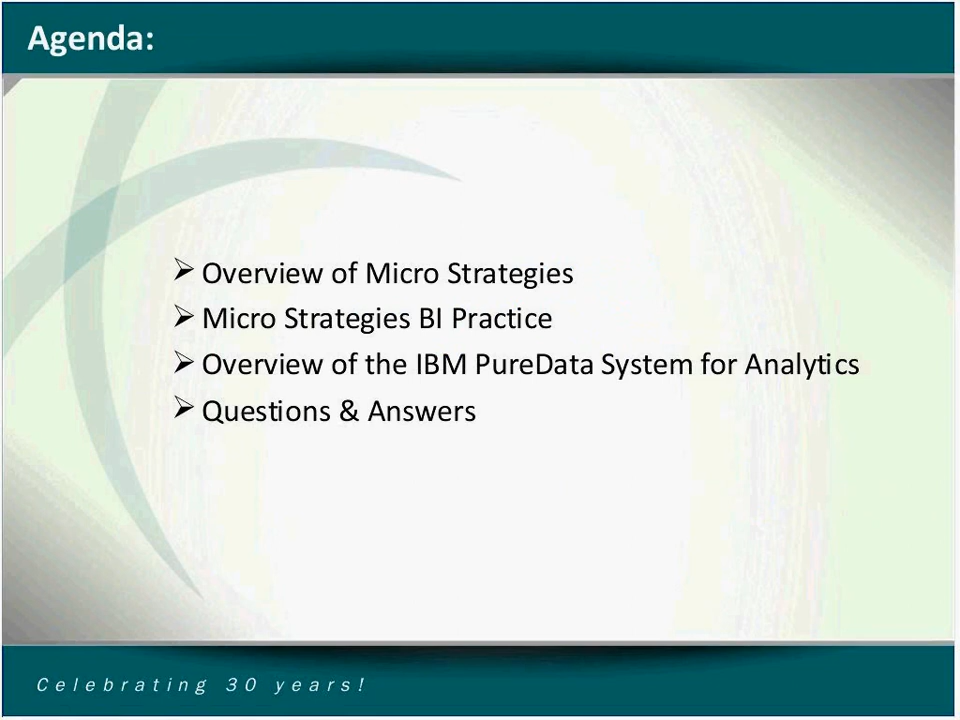 Agenda:
➢ Overview of Micro Strategies
➢ Micro Strategies BI Practice
➢ Overview of the IBM PureData System for Analytics
➢ Questions & Answers
Celebrating 30 years!